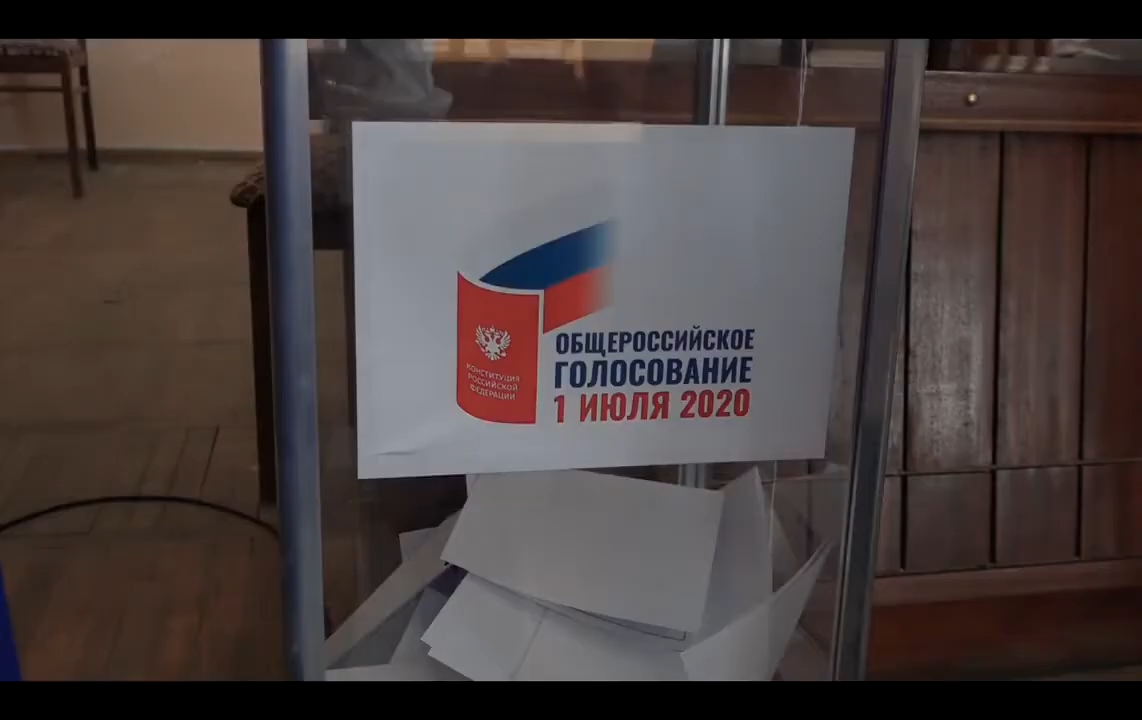 КОНСТИТУЦИЯ
РОССИЙСКОЙ
ФЕДЕРАЦИИ
ОБЩЕРОССИЙСКОЕ
ГОЛОСОВАНИЕ
1 ИЮЛЯ 2020